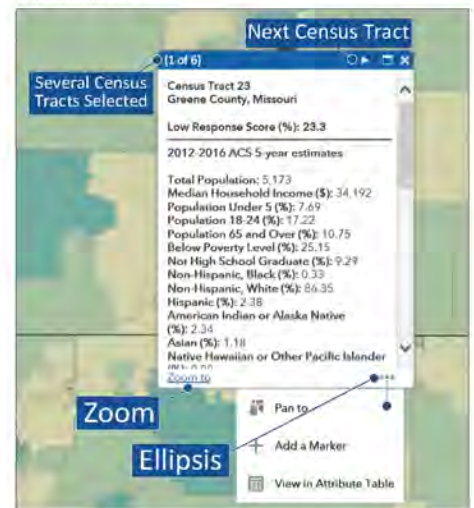 Next Census Tract
(1 of 6)
Several Census
Tracts Selected
Census Tract 23
Greene County, Missouri
Low Response Score (%): 23.3
2012-2016 ACS 5-year estimates
Total Population: 5,173
Median Household Income ($): 34,192
Population Under 5 (%): 7.69
Population 18-24 (%): 17.22
Population 65 and Over (%): 10.75
Below Poverty Level (%): 25.15
Nor High School Graduate (%): 9.29
Non-Hispanic, Black (%): 0.33
Non-Hispanic, White (%): 86.35
Hispanic (%): 2.38
American Indian or Alaska Native
(%): 2.34
Asian (%): 1.18
Native Hawaiian or Other Pacific Islander
Zoom to
Zoom
Pan to
Ellipsis
Add a Marker
View in Attribute Table